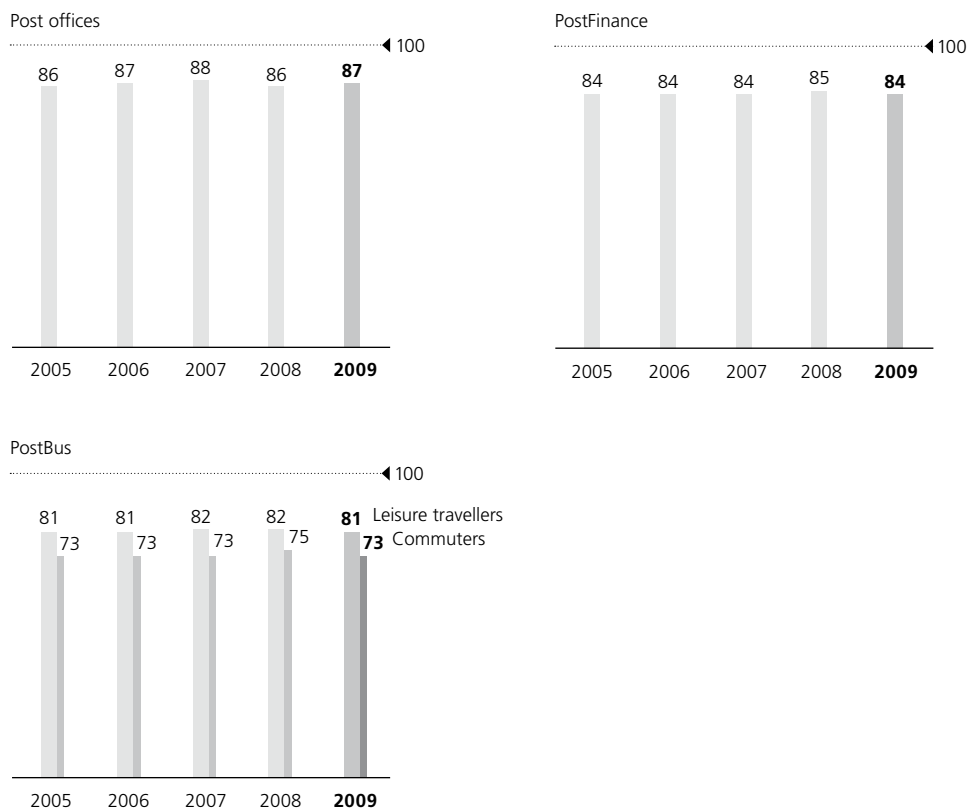 Post offices
100
86 87 88 86 87
2005 2006 2007 2008 2009
PostFinance
100
84 84 84 85 84
2005 2006 2007 2008 2009
PostBus
100
81 81 82 82 81 Leisure travellers
73 73 73 75 73 Commuters
2005 2006 2007 2008 2009